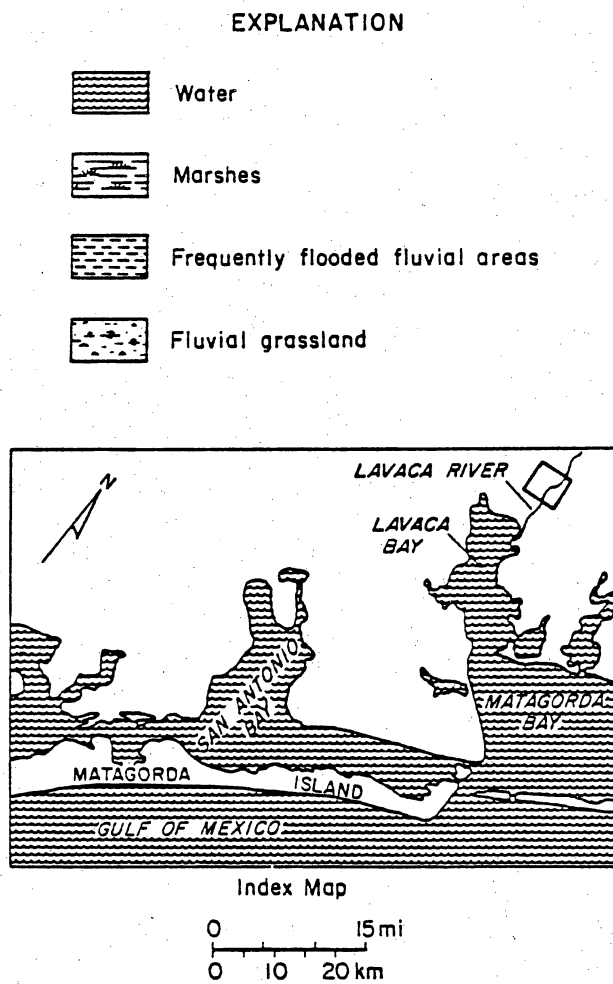 EXPLANATION
Water
Marshes
Frequently flooded fluvial areas
Fluvial grassland
N
LAVACA RIVER
LAVACA
BAY
SAN ANTONIO
BAY
MATAGORDA
BAY
MATAGORDA ISLAND
GULF OF MEXICO
Index Map
0 15 mi
0 10 20 km